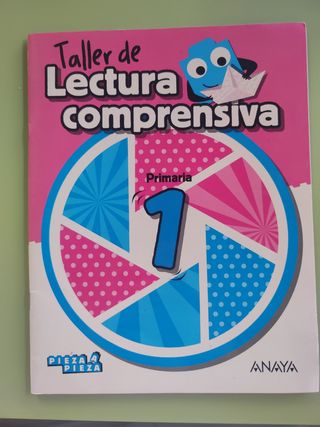 Taller de
Lectura
comprensiva
Primaria
1
PIEZA A
PIEZA
ANAYA